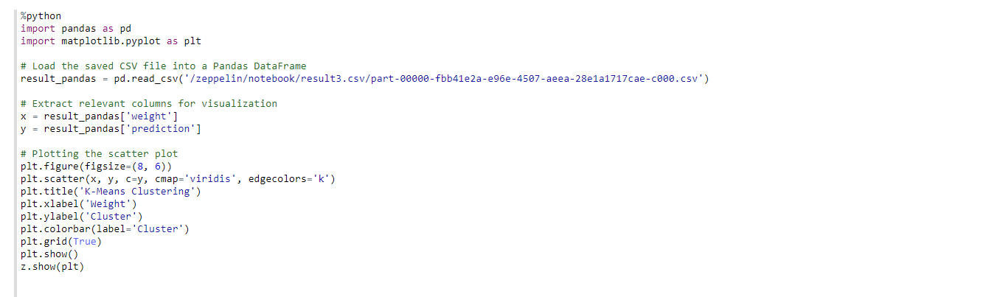 %python
import pandas as pd
import matplotlib.pyplot as plt
# Load the saved CSV file into a Pandas DataFrame
result_pandas = pd.read_csv('/zeppelin/notebook/result3.csv/part-00000-fbb41e2a-e96e-4507-aeea-28e1a1717cae-c000.csv')
# Extract relevant columns for visualization
x = result_pandas['weight']
y = result_pandas['prediction']
# Plotting the scatter plot
plt.figure(figsize=(8, 6))
plt.scatter(x, y, c=y, cmap='viridis', edgecolors='k')
plt.title('K-Means Clustering')
plt.xlabel('Weight')
plt.ylabel('Cluster')
plt.colorbar(label='Cluster')
plt.grid(True)
plt.show()
z.show(plt)